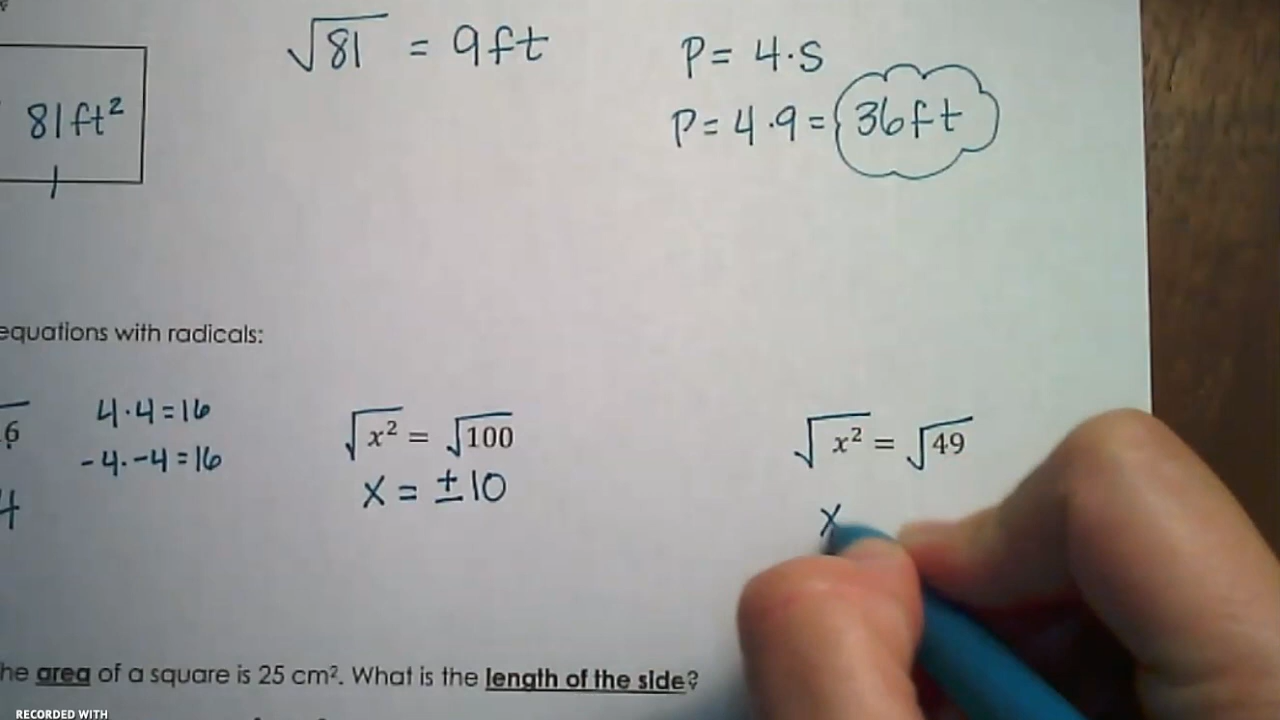 √81 = 9ft
P = 4·S
81ft²
P = 4·9 = 36ft
equations with radicals:
4·4=16
-4·-4=16
6
√x² = √100
√x² = √49
4
x = ±10
x
he area of a square is 25 cm². What is the length of the side?
RECORDED WITH